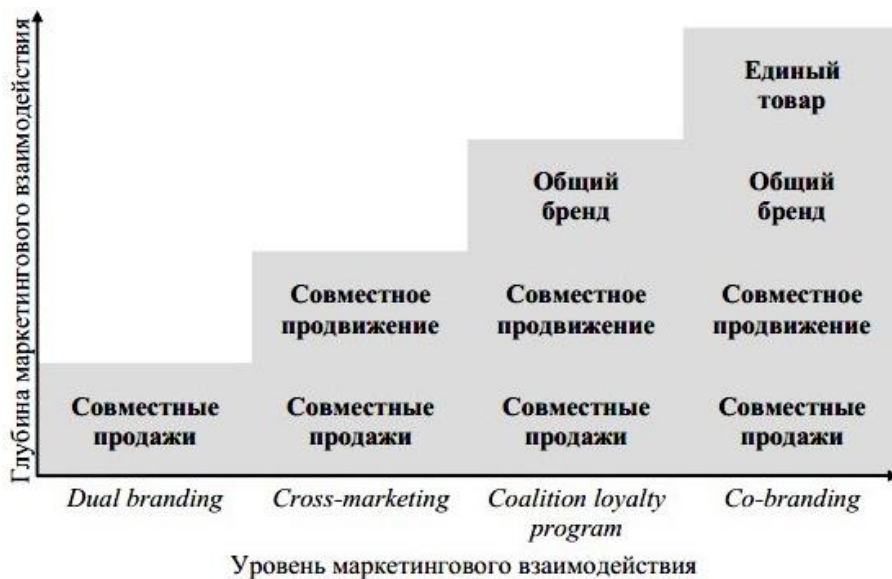 Глубина маркетингового взаимодействия
Единый
товар
Общий
бренд
Общий
бренд
Совместное
продвижение
Совместное
продвижение
Совместное
продвижение
Совместные
продажи
Совместные
продажи
Совместные
продажи
Совместные
продажи
Dual branding
Cross-marketing
Coalition loyalty
program
Co-branding
Уровень маркетингового взаимодействия